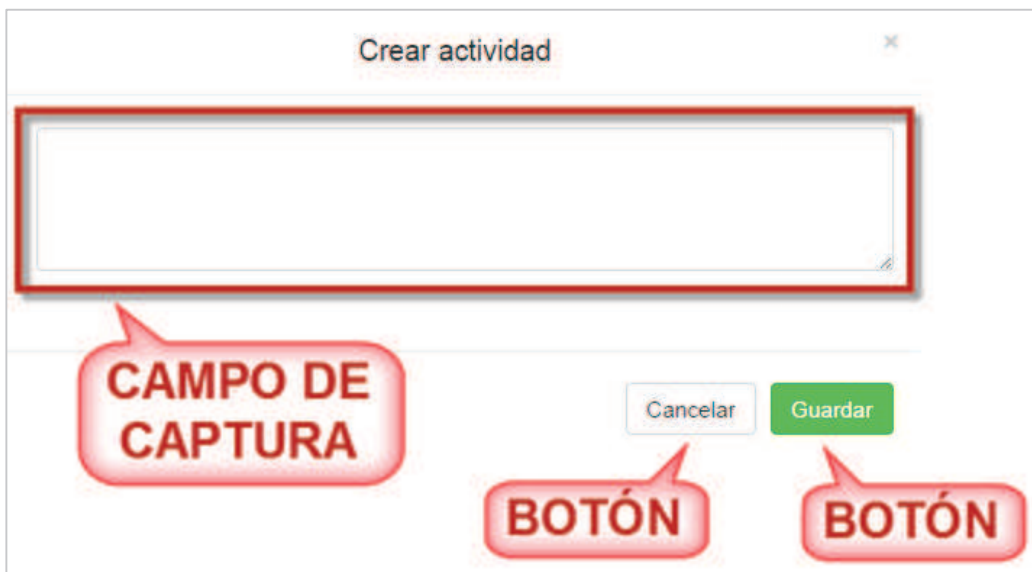 Crear actividad ×
CAMPO DE
CAPTURA
Cancelar Guardar
BOTÓN BOTÓN